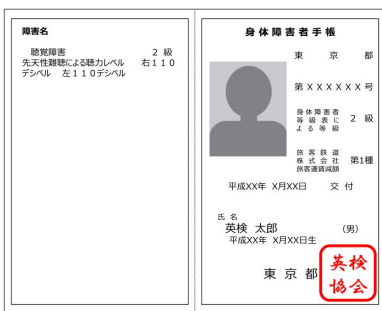 障害名
聴覚障害 2 級
先天性難聴による聴力レベル 右110
デシベル 左110デシベル
身体障害者手帳
東 京 都
第 XXXXXX 号
身体障害者
等級表に
よる等級
2 級
旅客鉄道
株式会社
旅客運賃減額
第1種
平成XX年 X月XX日 交 付
氏 名
英検 太郎 (男)
平成XX年 X月XX日生
東 京 都
英検
協会